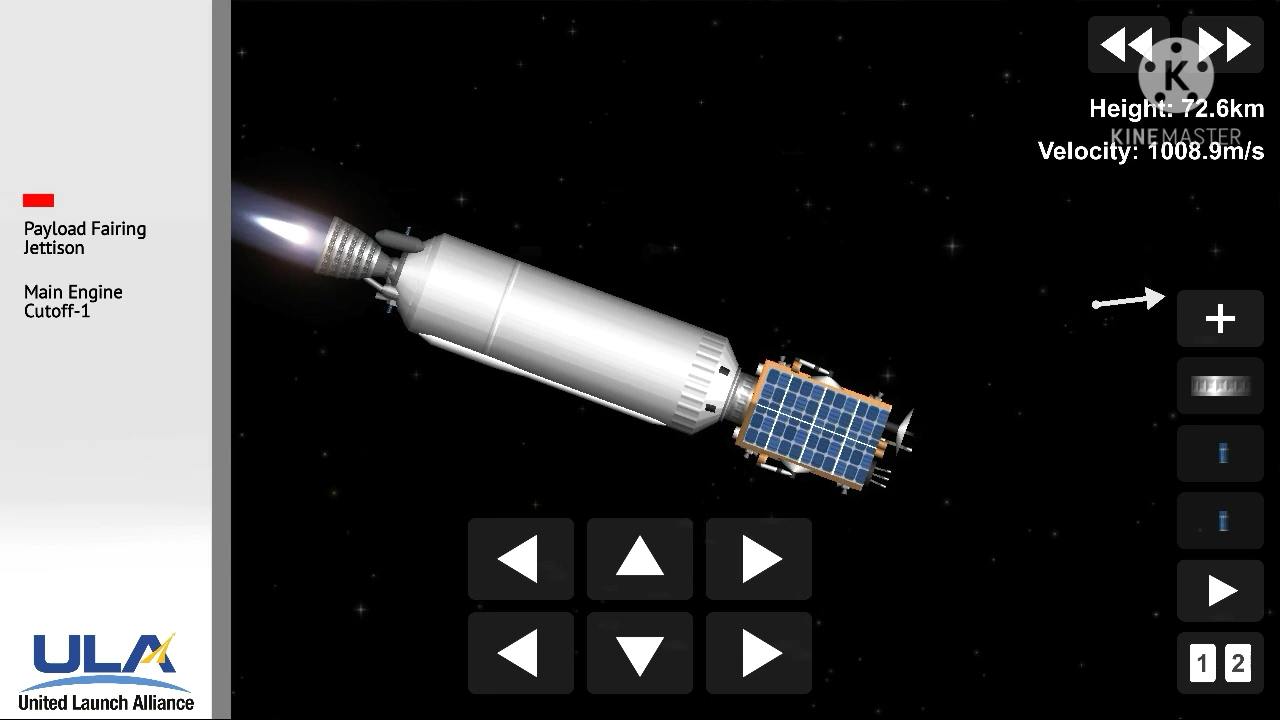 Payload Fairing
Jettison
Main Engine
Cutoff-1
ULA
United Launch Alliance
K
Height: 72.6km
KINEMASTER
Velocity: 1008.9m/s
1 2